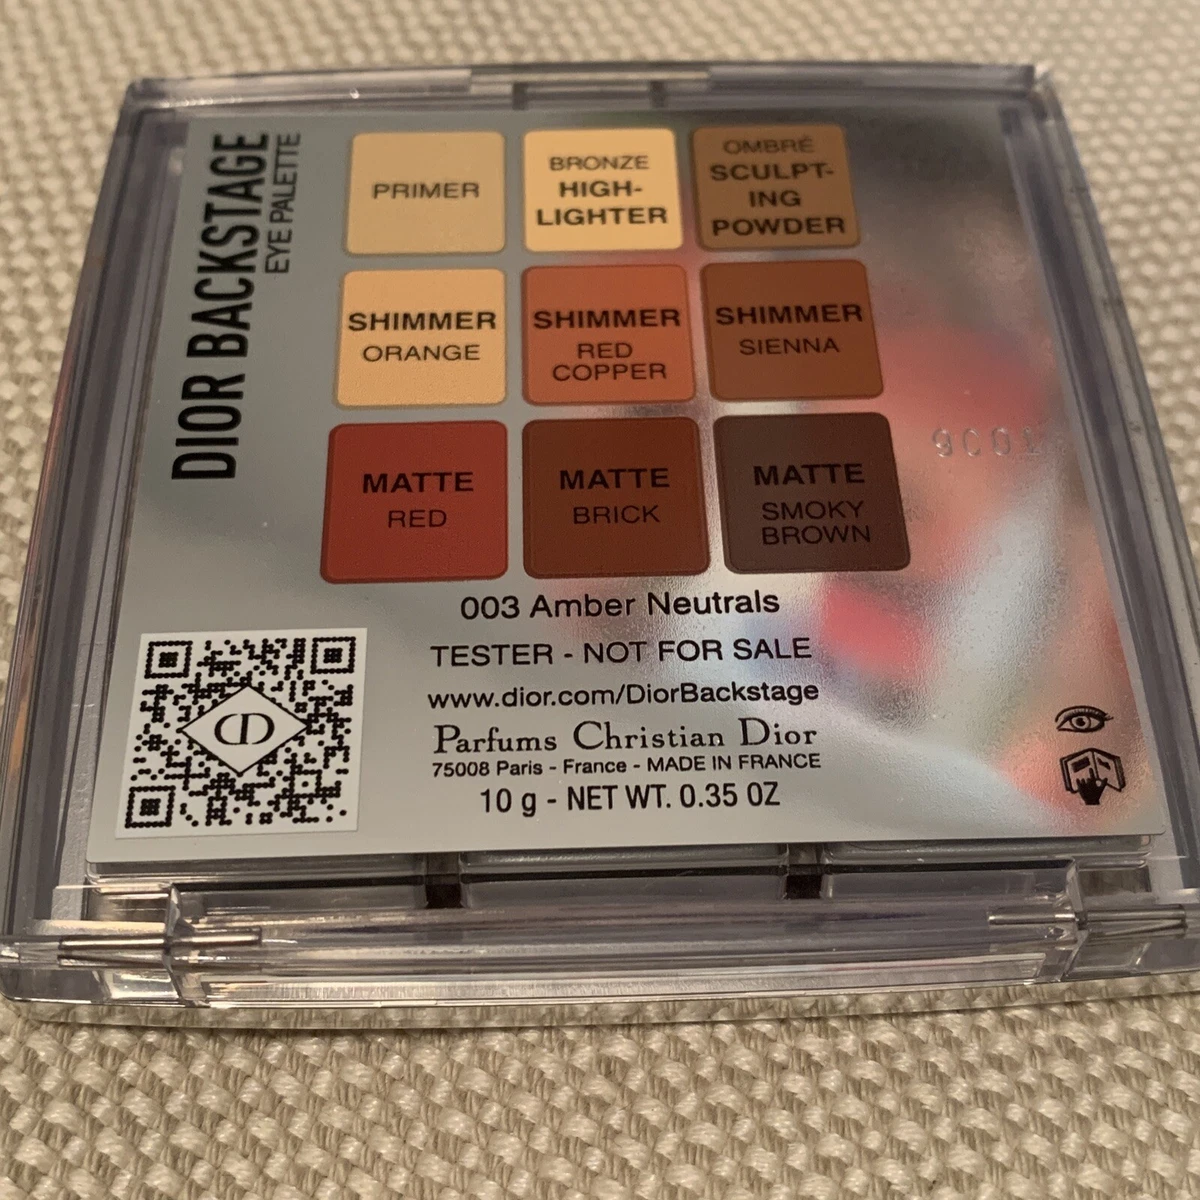 DIOR BACKSTAGE
EYE PALETTE
PRIMER
BRONZE
HIGH-
LIGHTER
OMBRÉ
SCULPT-
ING
POWDER
SHIMMER
ORANGE
SHIMMER
RED
COPPER
SHIMMER
SIENNA
MATTE
RED
MATTE
BRICK
MATTE
SMOKY
BROWN
003 Amber Neutrals
TESTER - NOT FOR SALE
www.dior.com/DiorBackstage
Parfums Christian Dior
75008 Paris - France - MADE IN FRANCE
10 g - NET WT. 0.35 OZ
CD